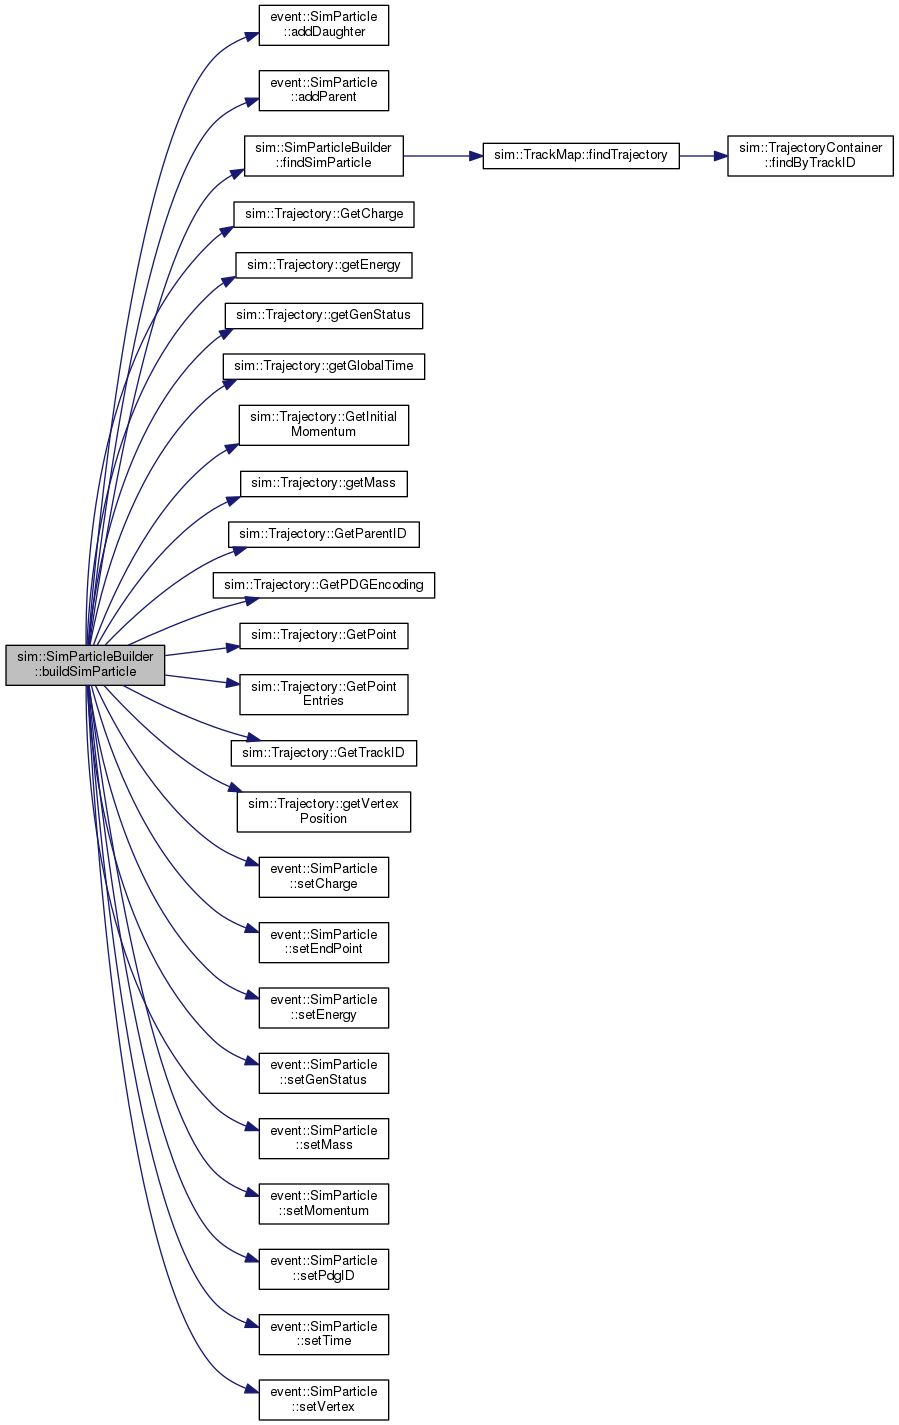 event::SimParticle
::addDaughter
event::SimParticle
::addParent
sim::SimParticleBuilder
::findSimParticle
sim::TrackMap::findTrajectory
sim::TrajectoryContainer
::findByTrackID
sim::Trajectory::GetCharge
sim::Trajectory::getEnergy
sim::Trajectory::getGenStatus
sim::Trajectory::getGlobalTime
sim::Trajectory::GetInitial
Momentum
sim::Trajectory::getMass
sim::Trajectory::GetParentID
sim::Trajectory::GetPDGEncoding
sim::Trajectory::GetPoint
sim::SimParticleBuilder
::buildSimParticle
sim::Trajectory::GetPoint
Entries
sim::Trajectory::GetTrackID
sim::Trajectory::getVertex
Position
event::SimParticle
::setCharge
event::SimParticle
::setEndPoint
event::SimParticle
::setEnergy
event::SimParticle
::setGenStatus
event::SimParticle
::setMass
event::SimParticle
::setMomentum
event::SimParticle
::setPdgID
event::SimParticle
::setTime
event::SimParticle
::setVertex